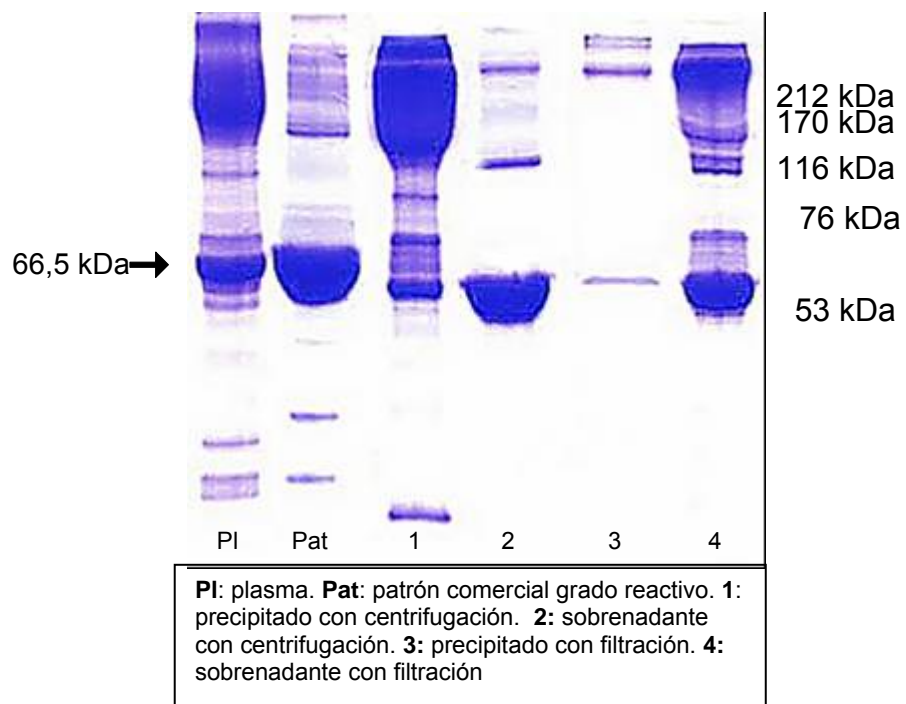 212 kDa
170 kDa
116 kDa
76 kDa
66,5 kDa
53 kDa
Pl Pat 1 2 3 4
Pl: plasma. Pat: patrón comercial grado reactivo. 1:
precipitado con centrifugación. 2: sobrenadante
con centrifugación. 3: precipitado con filtración. 4:
sobrenadante con filtración